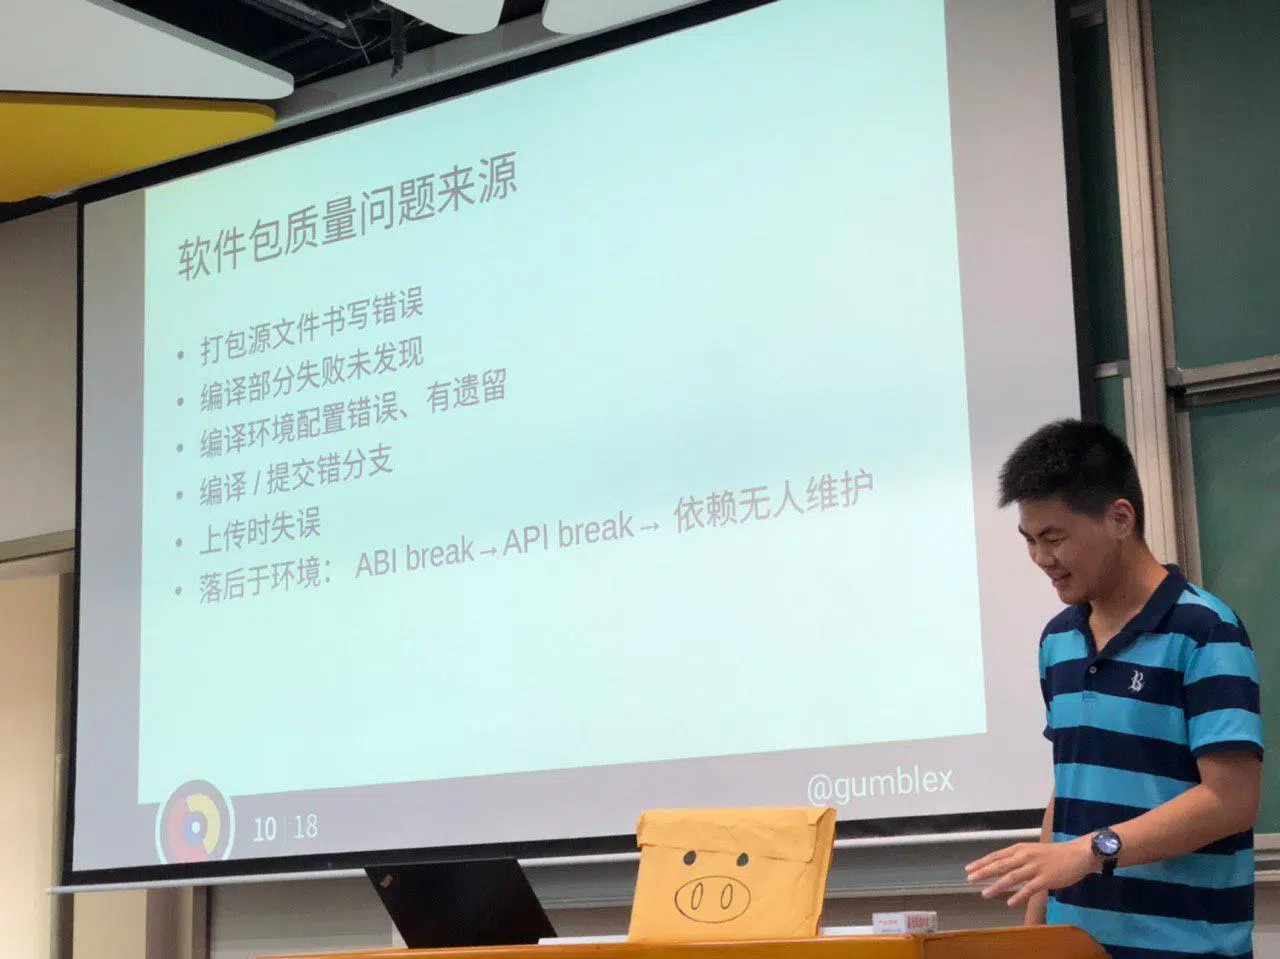 软件包质量问题来源
• 打包源文件书写错误
• 编译部分失败未发现
• 编译环境配置错误、有遗留
• 编译 / 提交错分支
• 上传时失误
• 落后于环境： ABI break→API break→ 依赖无人维护
10 | 18
@gumblex
B